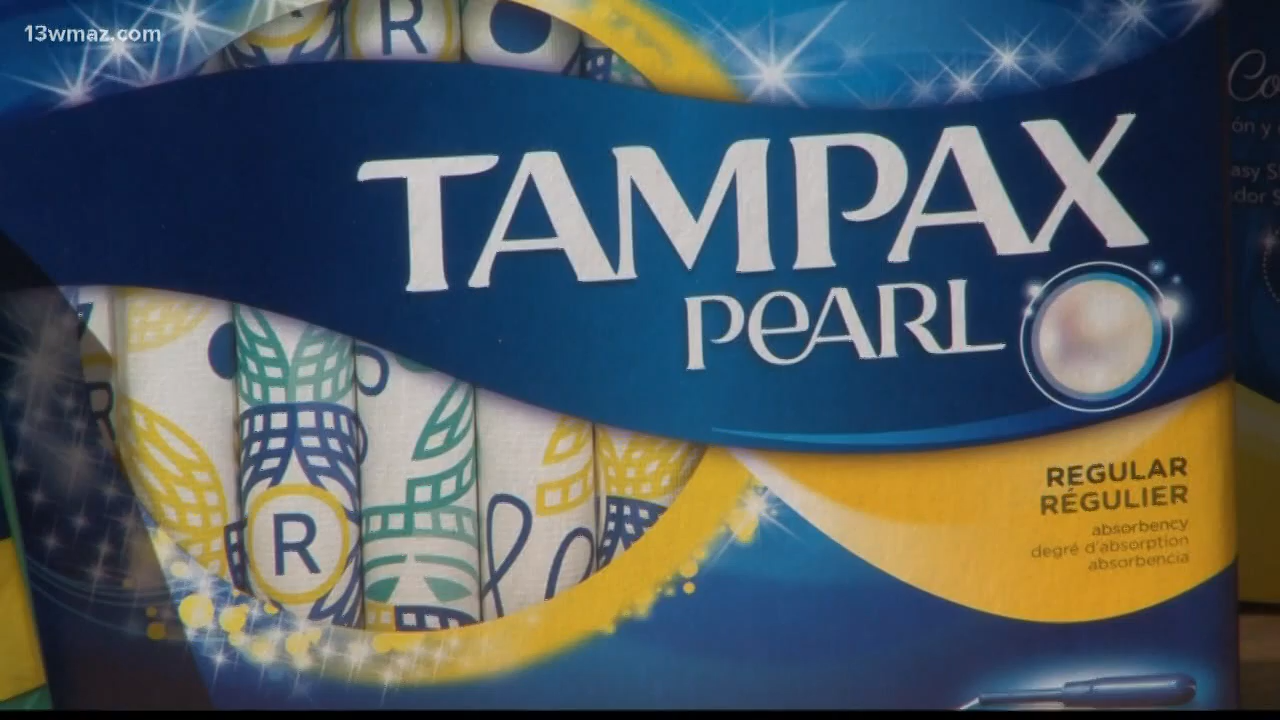 13wmaz.com
R
TAMPAX
PEARL
REGULAR
RÉGULIER
absorbency
degré d'absorption
absorbencia
R